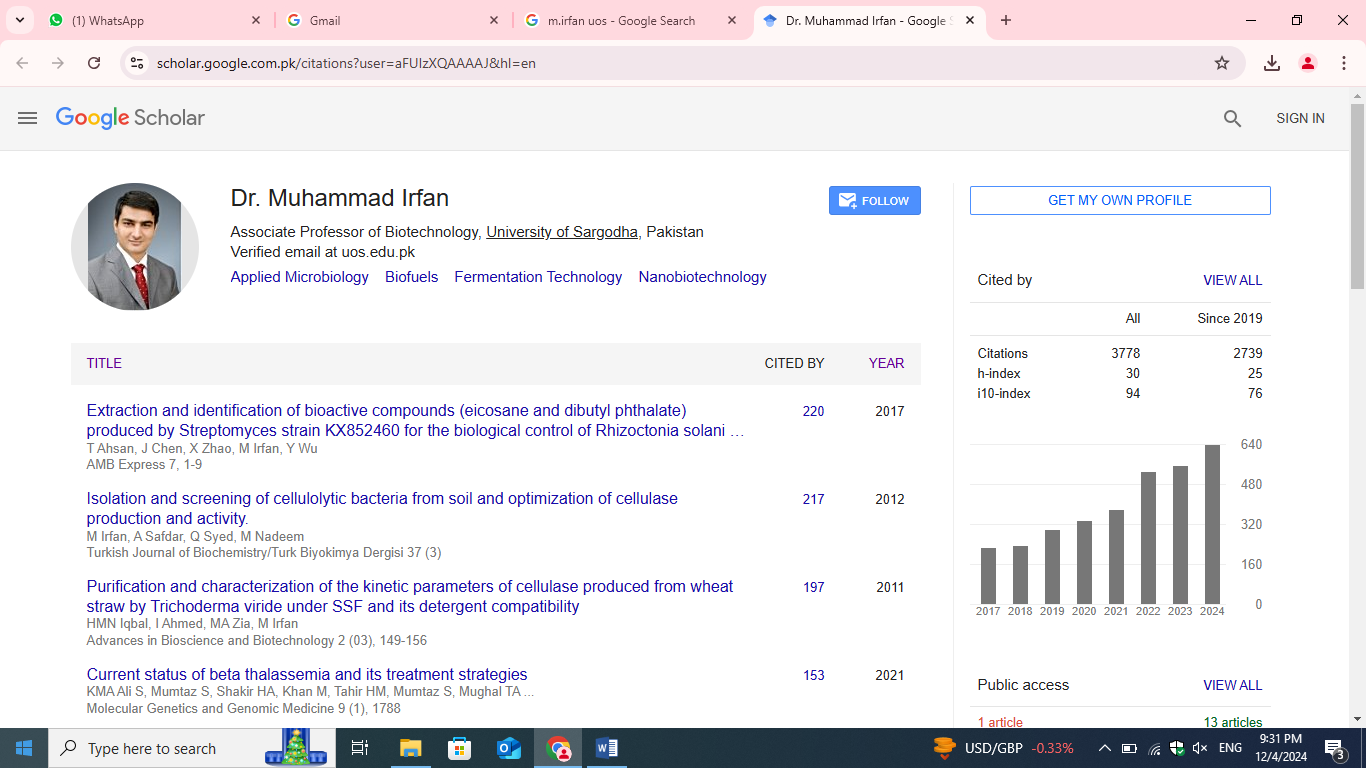 (1) WhatsApp
Gmail
m.irfan uos - Google Search
Dr. Muhammad Irfan - Google S
scholar.google.com.pk/citations?user=aFUIzXQAAAAJ&hl=en
Google Scholar
SIGN IN
Dr. Muhammad Irfan
FOLLOW
Associate Professor of Biotechnology, University of Sargodha, Pakistan
Verified email at uos.edu.pk
Applied Microbiology Biofuels Fermentation Technology Nanobiotechnology
TITLE CITED BY YEAR
Extraction and identification of bioactive compounds (eicosane and dibutyl phthalate) 220 2017
produced by Streptomyces strain KX852460 for the biological control of Rhizoctonia solani …
T Ahsan, J Chen, X Zhao, M Irfan, Y Wu
AMB Express 7, 1-9
Isolation and screening of cellulolytic bacteria from soil and optimization of cellulase 217 2012
production and activity.
M Irfan, A Safdar, Q Syed, M Nadeem
Turkish Journal of Biochemistry/Turk Biyokimya Dergisi 37 (3)
Purification and characterization of the kinetic parameters of cellulase produced from wheat 197 2011
straw by Trichoderma viride under SSF and its detergent compatibility
HMN Iqbal, I Ahmed, MA Zia, M Irfan
Advances in Bioscience and Biotechnology 2 (03), 149-156
Current status of beta thalassemia and its treatment strategies 153 2021
KMA Ali S, Mumtaz S, Shakir HA, Khan M, Tahir HM, Mumtaz S, Mughal TA ...
Molecular Genetics and Genomic Medicine 9 (1), 1788
GET MY OWN PROFILE
Cited by VIEW ALL
All Since 2019
Citations 3778 2739
h-index 30 25
i10-index 94 76
640
480
320
160
0
2017 2018 2019 2020 2021 2022 2023 2024
Public access VIEW ALL
1 article 13 articles
Type here to search
USD/GBP -0.33%
ENG
9:31 PM
12/4/2024
3